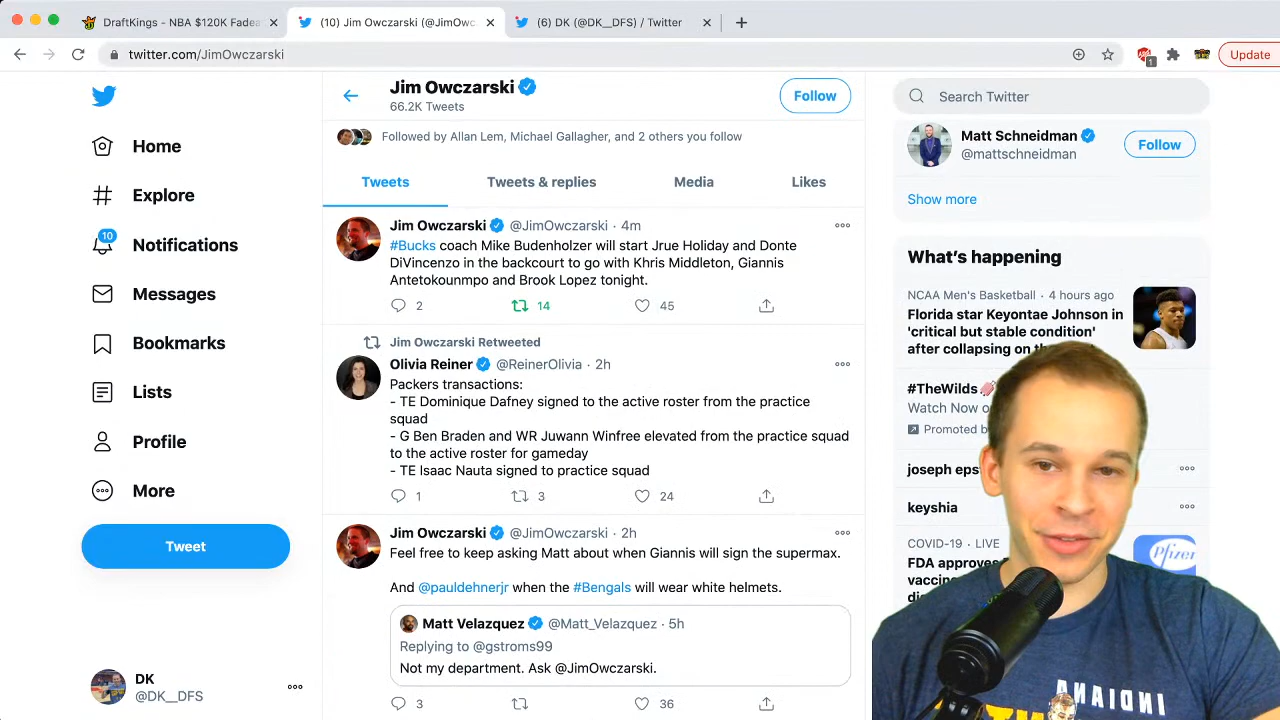 DraftKings - NBA $120K Fadea
(10) Jim Owczarski (@JimOwc
(6) DK (@DK__DFS) / Twitter
twitter.com/JimOwczarski
1
Update
Jim Owczarski
66.2K Tweets
Follow
Search Twitter
Followed by Allan Lem, Michael Gallagher, and 2 others you follow
Tweets
Tweets & replies
Media
Likes
Home
Explore
10
Notifications
Messages
Bookmarks
Lists
Profile
More
Tweet
DK
@DK__DFS
Jim Owczarski @JimOwczarski · 4m
#Bucks coach Mike Budenholzer will start Jrue Holiday and Donte
DiVincenzo in the backcourt to go with Khris Middleton, Giannis
Antetokounmpo and Brook Lopez tonight.
2 14 45
Jim Owczarski Retweeted
Olivia Reiner @ReinerOlivia · 2h
Packers transactions:
- TE Dominique Dafney signed to the active roster from the practice
squad
- G Ben Braden and WR Juwann Winfree elevated from the practice squad
to the active roster for gameday
- TE Isaac Nauta signed to practice squad
1 3 24
Jim Owczarski @JimOwczarski · 2h
Feel free to keep asking Matt about when Giannis will sign the supermax.
And @pauldehnerjr when the #Bengals will wear white helmets.
Matt Velazquez @Matt_Velazquez · 5h
Replying to @gstroms99
Not my department. Ask @JimOwczarski.
3 36
Matt Schneidman
@mattschneidman
Follow
Show more
What's happening
NCAA Men's Basketball · 4 hours ago
Florida star Keyontae Johnson in
'critical but stable condition'
after collapsing on th
#TheWilds
Watch Now o
Promoted b
joseph eps
keyshia
COVID-19 · LIVE
FDA approves
vaccin
Pfizer
INDIANA